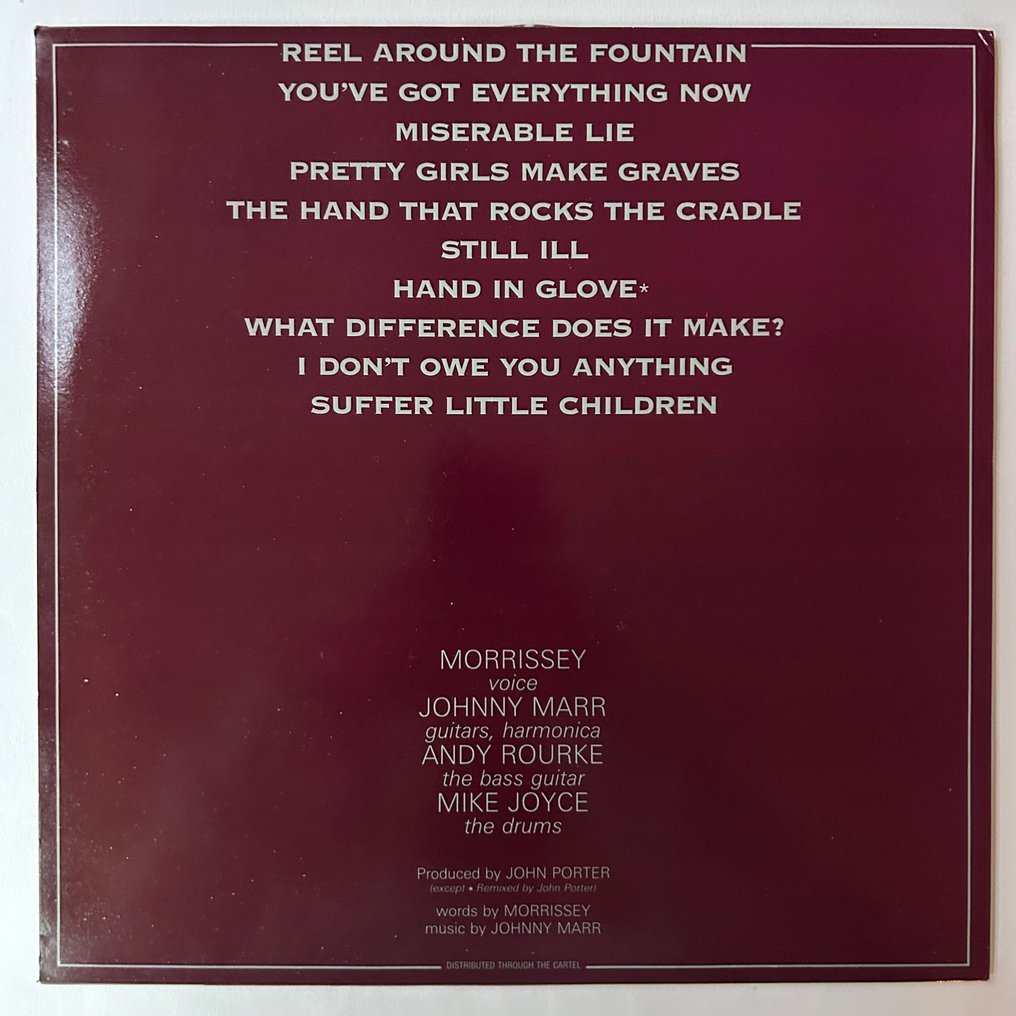 REEL AROUND THE FOUNTAIN
YOU'VE GOT EVERYTHING NOW
MISERABLE LIE
PRETTY GIRLS MAKE GRAVES
THE HAND THAT ROCKS THE CRADLE
STILL ILL
HAND IN GLOVE*
WHAT DIFFERENCE DOES IT MAKE?
I DON'T OWE YOU ANYTHING
SUFFER LITTLE CHILDREN
MORRISSEY
voice
JOHNNY MARR
guitars, harmonica
ANDY ROURKE
the bass guitar
MIKE JOYCE
the drums
Produced by JOHN PORTER
(except ★ Remixed by John Porter)
words by MORRISSEY
music by JOHNNY MARR
DISTRIBUTED THROUGH THE CARTEL